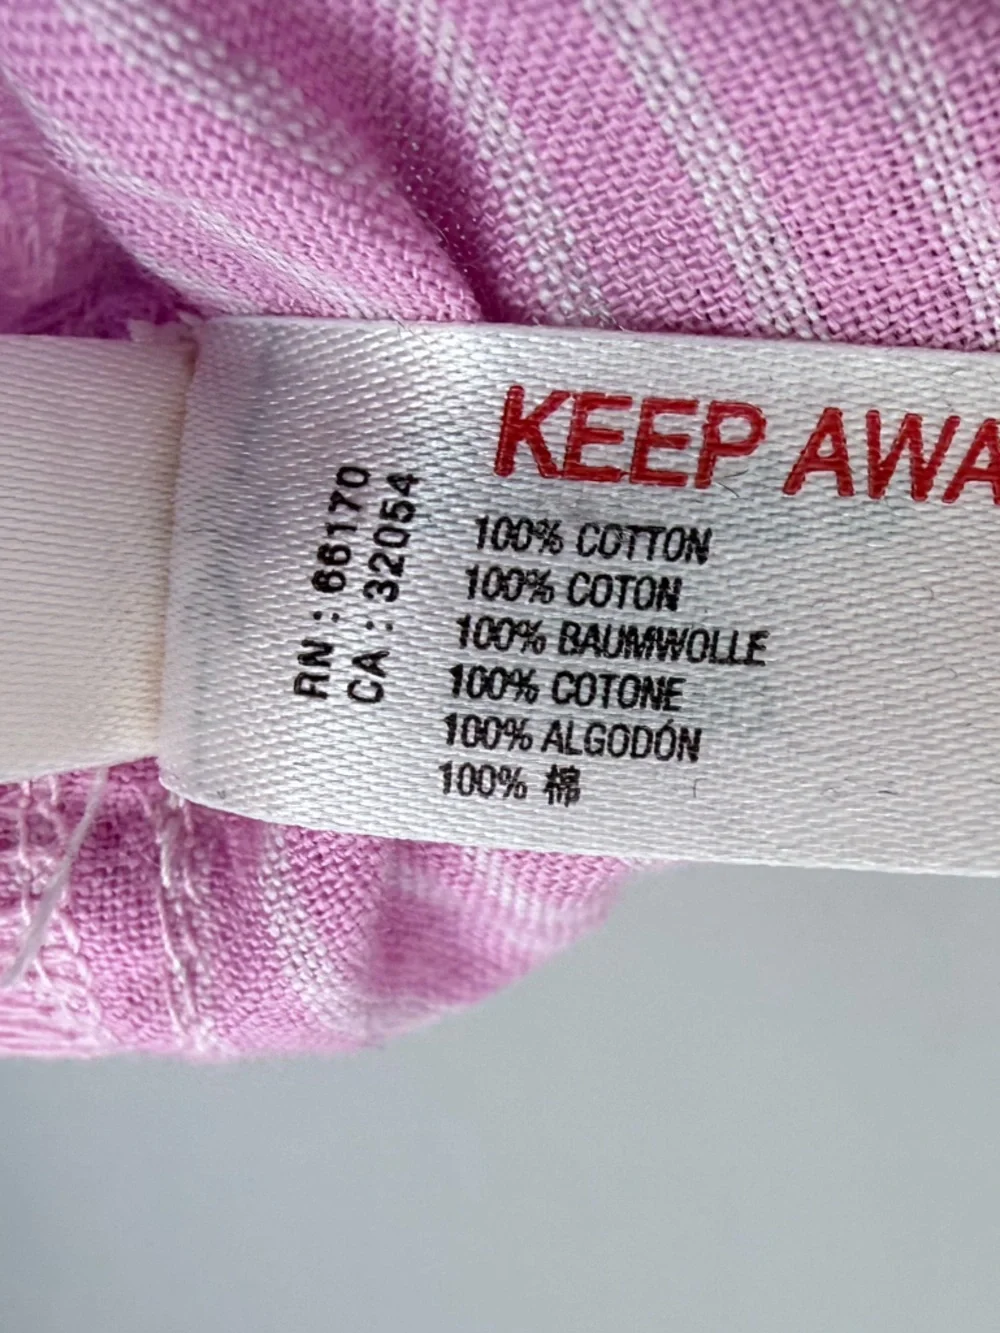 KEEP AWA
RN : 66170
CA : 32054
100% COTTON
100% COTON
100% BAUMWOLLE
100% COTONE
100% ALGODÓN
100% 棉